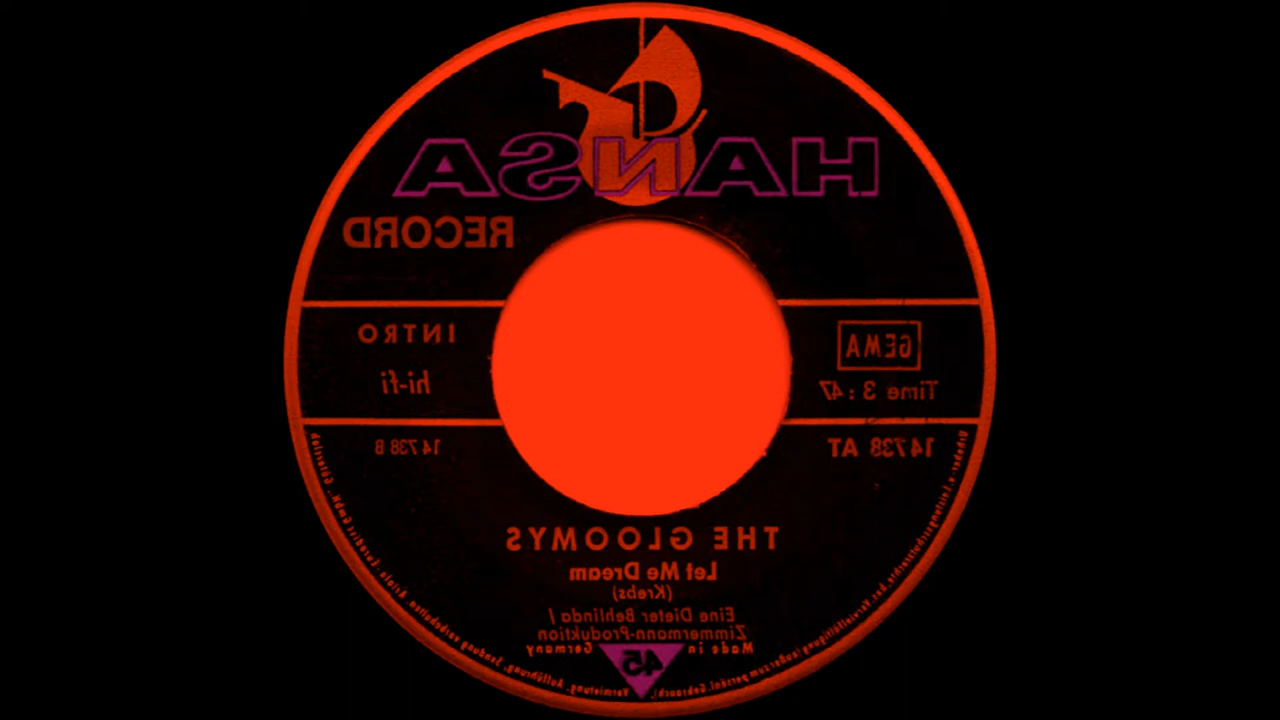 HANSA
RECORD
INTRO
GEMA
hi-fi
Time 3:47
14 738 B
14 738 AT
THE GLOOMYS
Let Me Dream
(Krebs)
Eine Dieter Behlinda /
Zimmermann-Produktion
Made in Germany
45